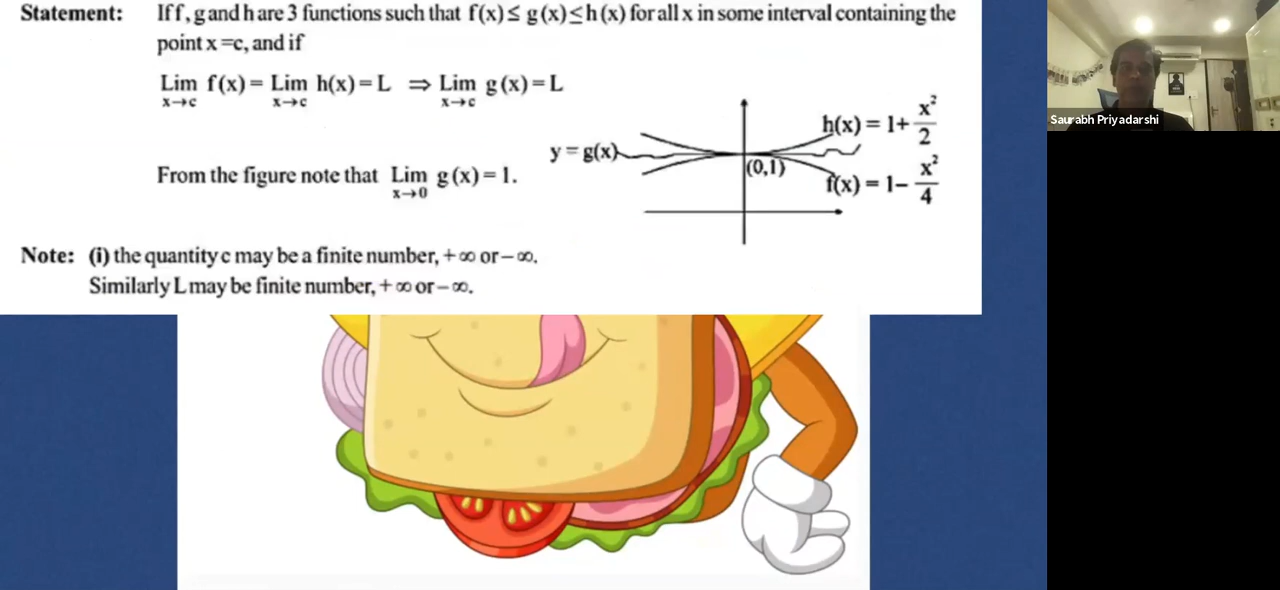 Statement: If f, g and h are 3 functions such that f(x) ≤ g(x) ≤ h(x) for all x in some interval containing the
point x = c, and if
Lim x→c f(x) = Lim x→c h(x) = L ⇒ Lim x→c g(x) = L
h(x) = 1 + x²/2
y = g(x)
(0,1)
f(x) = 1 − x²/4
From the figure note that Lim x→0 g(x) = 1.
Note: (i) the quantity c may be a finite number, + ∞ or − ∞.
Similarly L may be finite number, + ∞ or − ∞.
Saurabh Priyadarshi